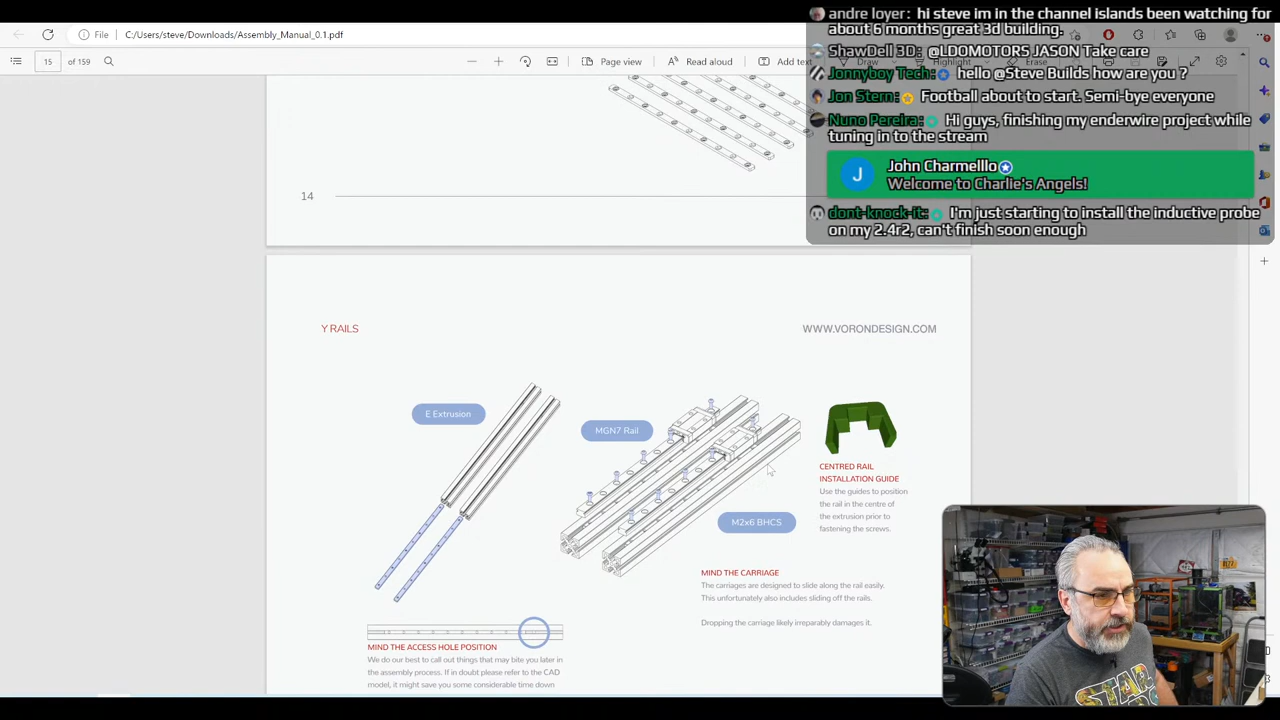 File
C:/Users/steve/Downloads/Assembly_Manual_0.1.pdf
15
of 159
Page view
Read aloud
Add text
Draw
Highlight
Erase
andre loyer: hi steve im in the channel islands been watching for
about 6 months great 3d building.
ShawDell 3D: @LDOMOTORS JASON Take care
Jonnyboy Tech: hello @Steve Builds how are you ?
Jon Stern: Football about to start. Semi-bye everyone
Nuno Pereira: Hi guys, finishing my enderwire project while
tuning in to the stream
J
John Charmelllo
Welcome to Charlie's Angels!
dont-knock-it: I'm just starting to install the inductive probe
on my 2.4r2, can't finish soon enough
14
Y RAILS
WWW.VORONDESIGN.COM
E Extrusion
MGN7 Rail
M2x6 BHCS
CENTRED RAIL
INSTALLATION GUIDE
Use the guides to position
the rail in the centre of
the extrusion prior to
fastening the screws.
MIND THE CARRIAGE
The carriages are designed to slide along the rail easily.
This unfortunately also includes sliding off the rails.
Dropping the carriage likely irreparably damages it.
MIND THE ACCESS HOLE POSITION
We do our best to call out things that may bite you later in
the assembly process. If in doubt please refer to the CAD
model, it might save you some considerable time down